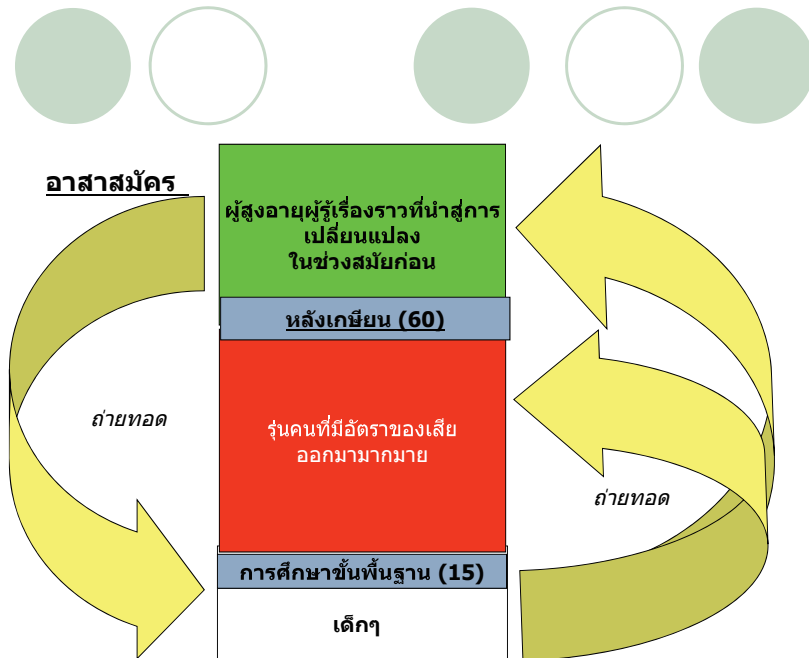 อาสาสมัคร
ผู้สูงอายุผู้รู้เรื่องราวที่นำสู่การ
เปลี่ยนแปลง
ในช่วงสมัยก่อน
หลังเกษียน (60)
ถ่ายทอด
รุ่นคนที่มีอัตราของเสีย
ออกมามากมาย
ถ่ายทอด
การศึกษาขั้นพื้นฐาน (15)
เด็กๆ